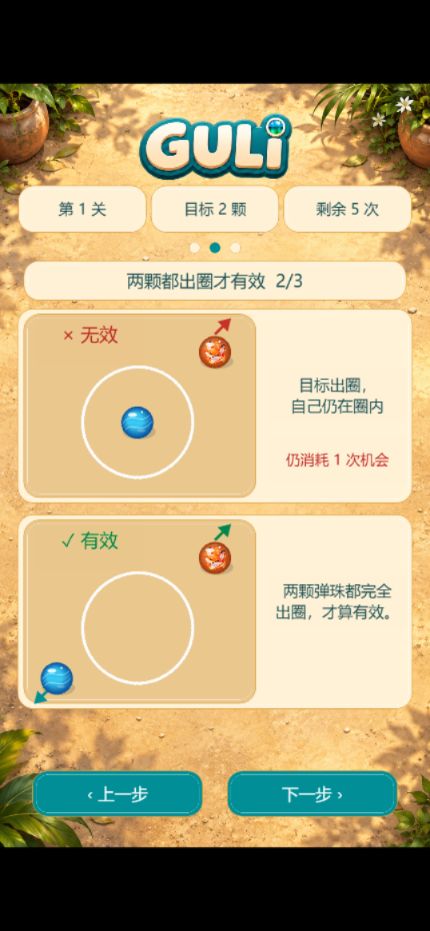 GULi
第 1 关
目标 2 颗
剩余 5 次
两颗都出圈才有效 2/3
× 无效
目标出圈，
自己仍在圈内
仍消耗 1 次机会
✓ 有效
两颗弹珠都完全
出圈，才算有效。
‹ 上一步
下一步 ›